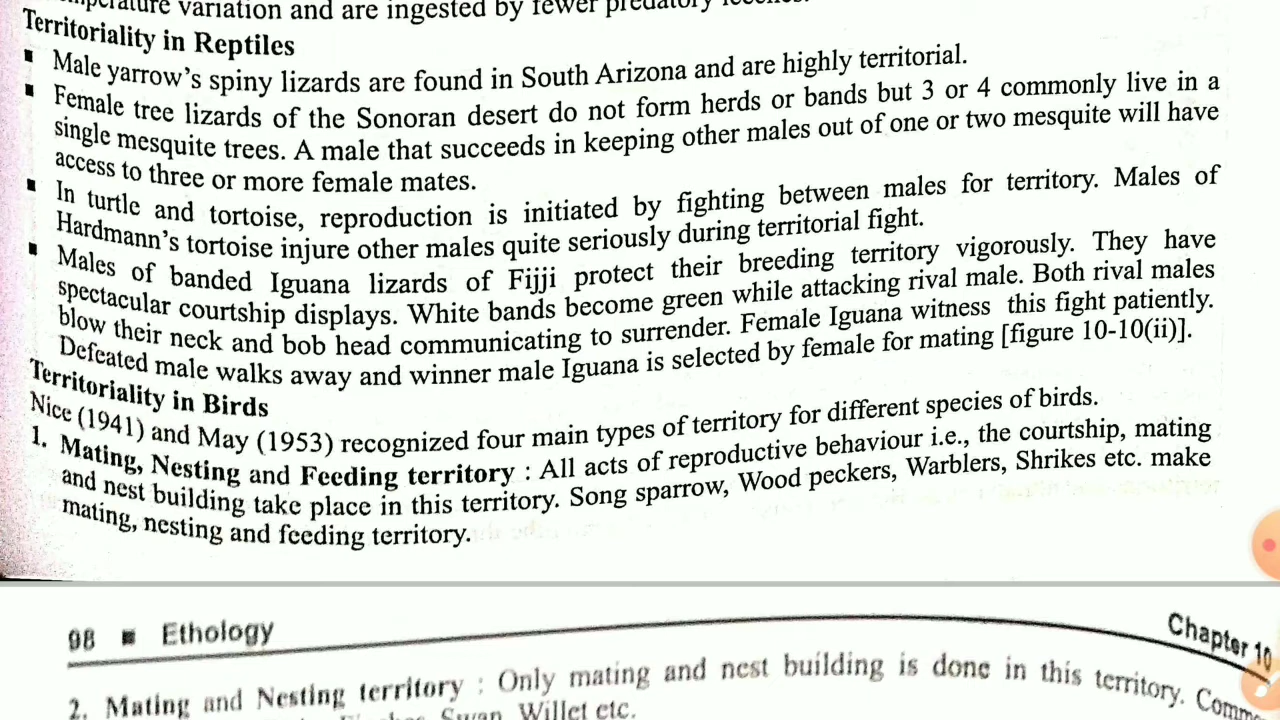 variation and are ingested by fewer predatory
Territoriality in Reptiles
▪ Male yarrow's spiny lizards are found in South Arizona and are highly territorial.
▪ Female tree lizards of the Sonoran desert do not form herds or bands but 3 or 4 commonly live in a
single mesquite trees. A male that succeeds in keeping other males out of one or two mesquite will have
access to three or more female mates.
▪ In turtle and tortoise, reproduction is initiated by fighting between males for territory. Males of
Hardmann's tortoise injure other males quite seriously during territorial fight.
▪ Males of banded Iguana lizards of Fijji protect their breeding territory vigorously. They have
spectacular courtship displays. White bands become green while attacking rival male. Both rival males
blow their neck and bob head communicating to surrender. Female Iguana witness this fight patiently.
Defeated male walks away and winner male Iguana is selected by female for mating [figure 10-10(ii)].
Territoriality in Birds
Nice (1941) and May (1953) recognized four main types of territory for different species of birds.
1. Mating, Nesting and Feeding territory : All acts of reproductive behaviour i.e., the courtship, mating
and nest building take place in this territory. Song sparrow, Wood peckers, Warblers, Shrikes etc. make
mating, nesting and feeding territory.
98 ▪ Ethology
Chapter 10
2. Mating and Nesting territory : Only mating and nest building is done in this territory.
Swan, Willet etc.